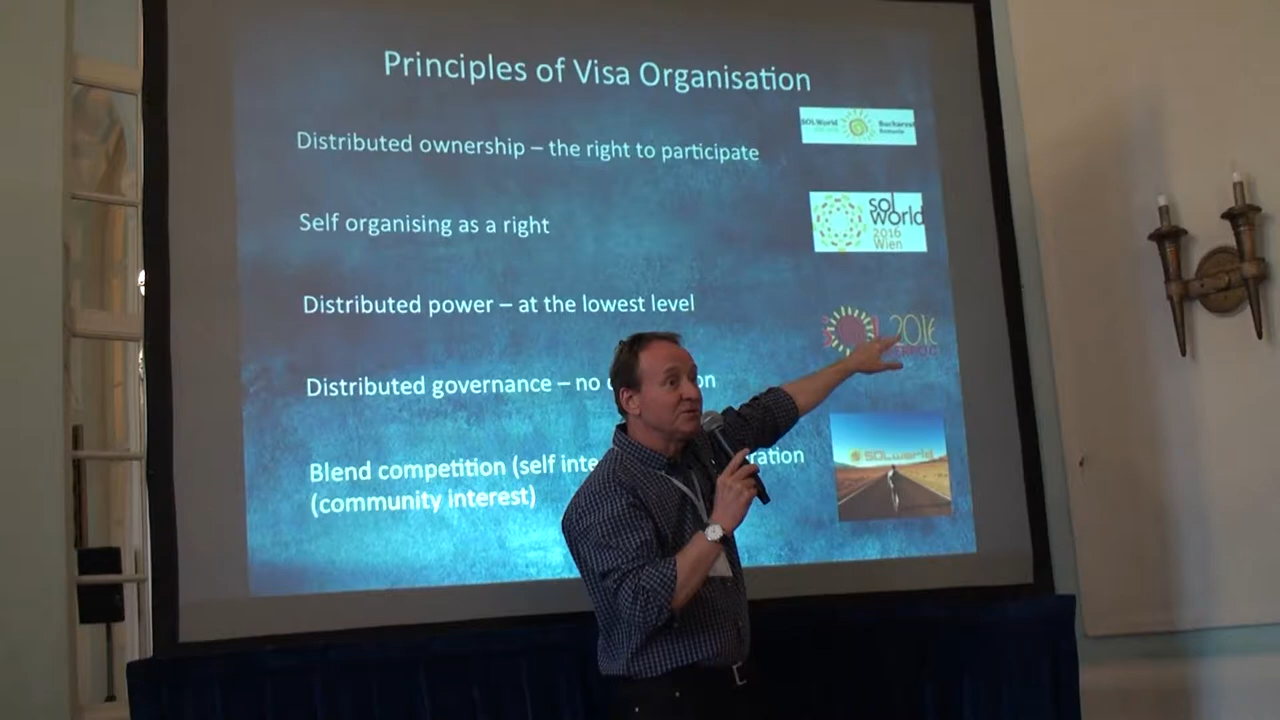 Principles of Visa Organisation
Distributed ownership – the right to participate
SOLWorld
Bucharest
Romania
Self organising as a right
sol
world
2016
Wien
Distributed power – at the lowest level
2016
Distributed governance – no
Blend competition (self
(community interest)
SOLworld